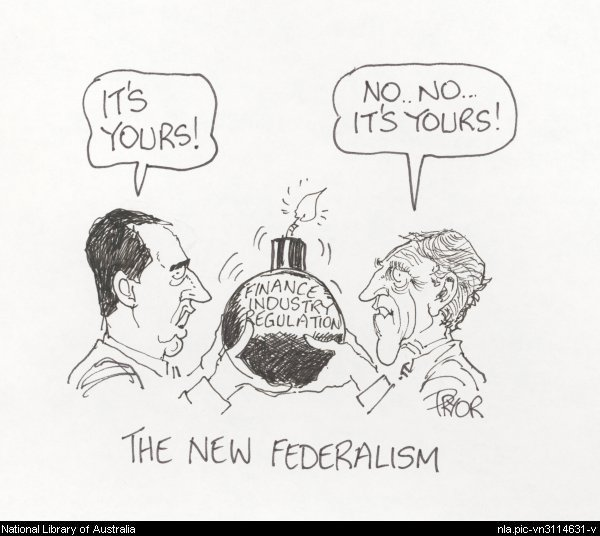 IT'S
YOURS!
NO.. NO...
IT'S YOURS!
FINANCE
INDUSTRY
REGULATION
PRYOR
THE NEW FEDERALISM
National Library of Australia
nla.pic-vn3114631-v